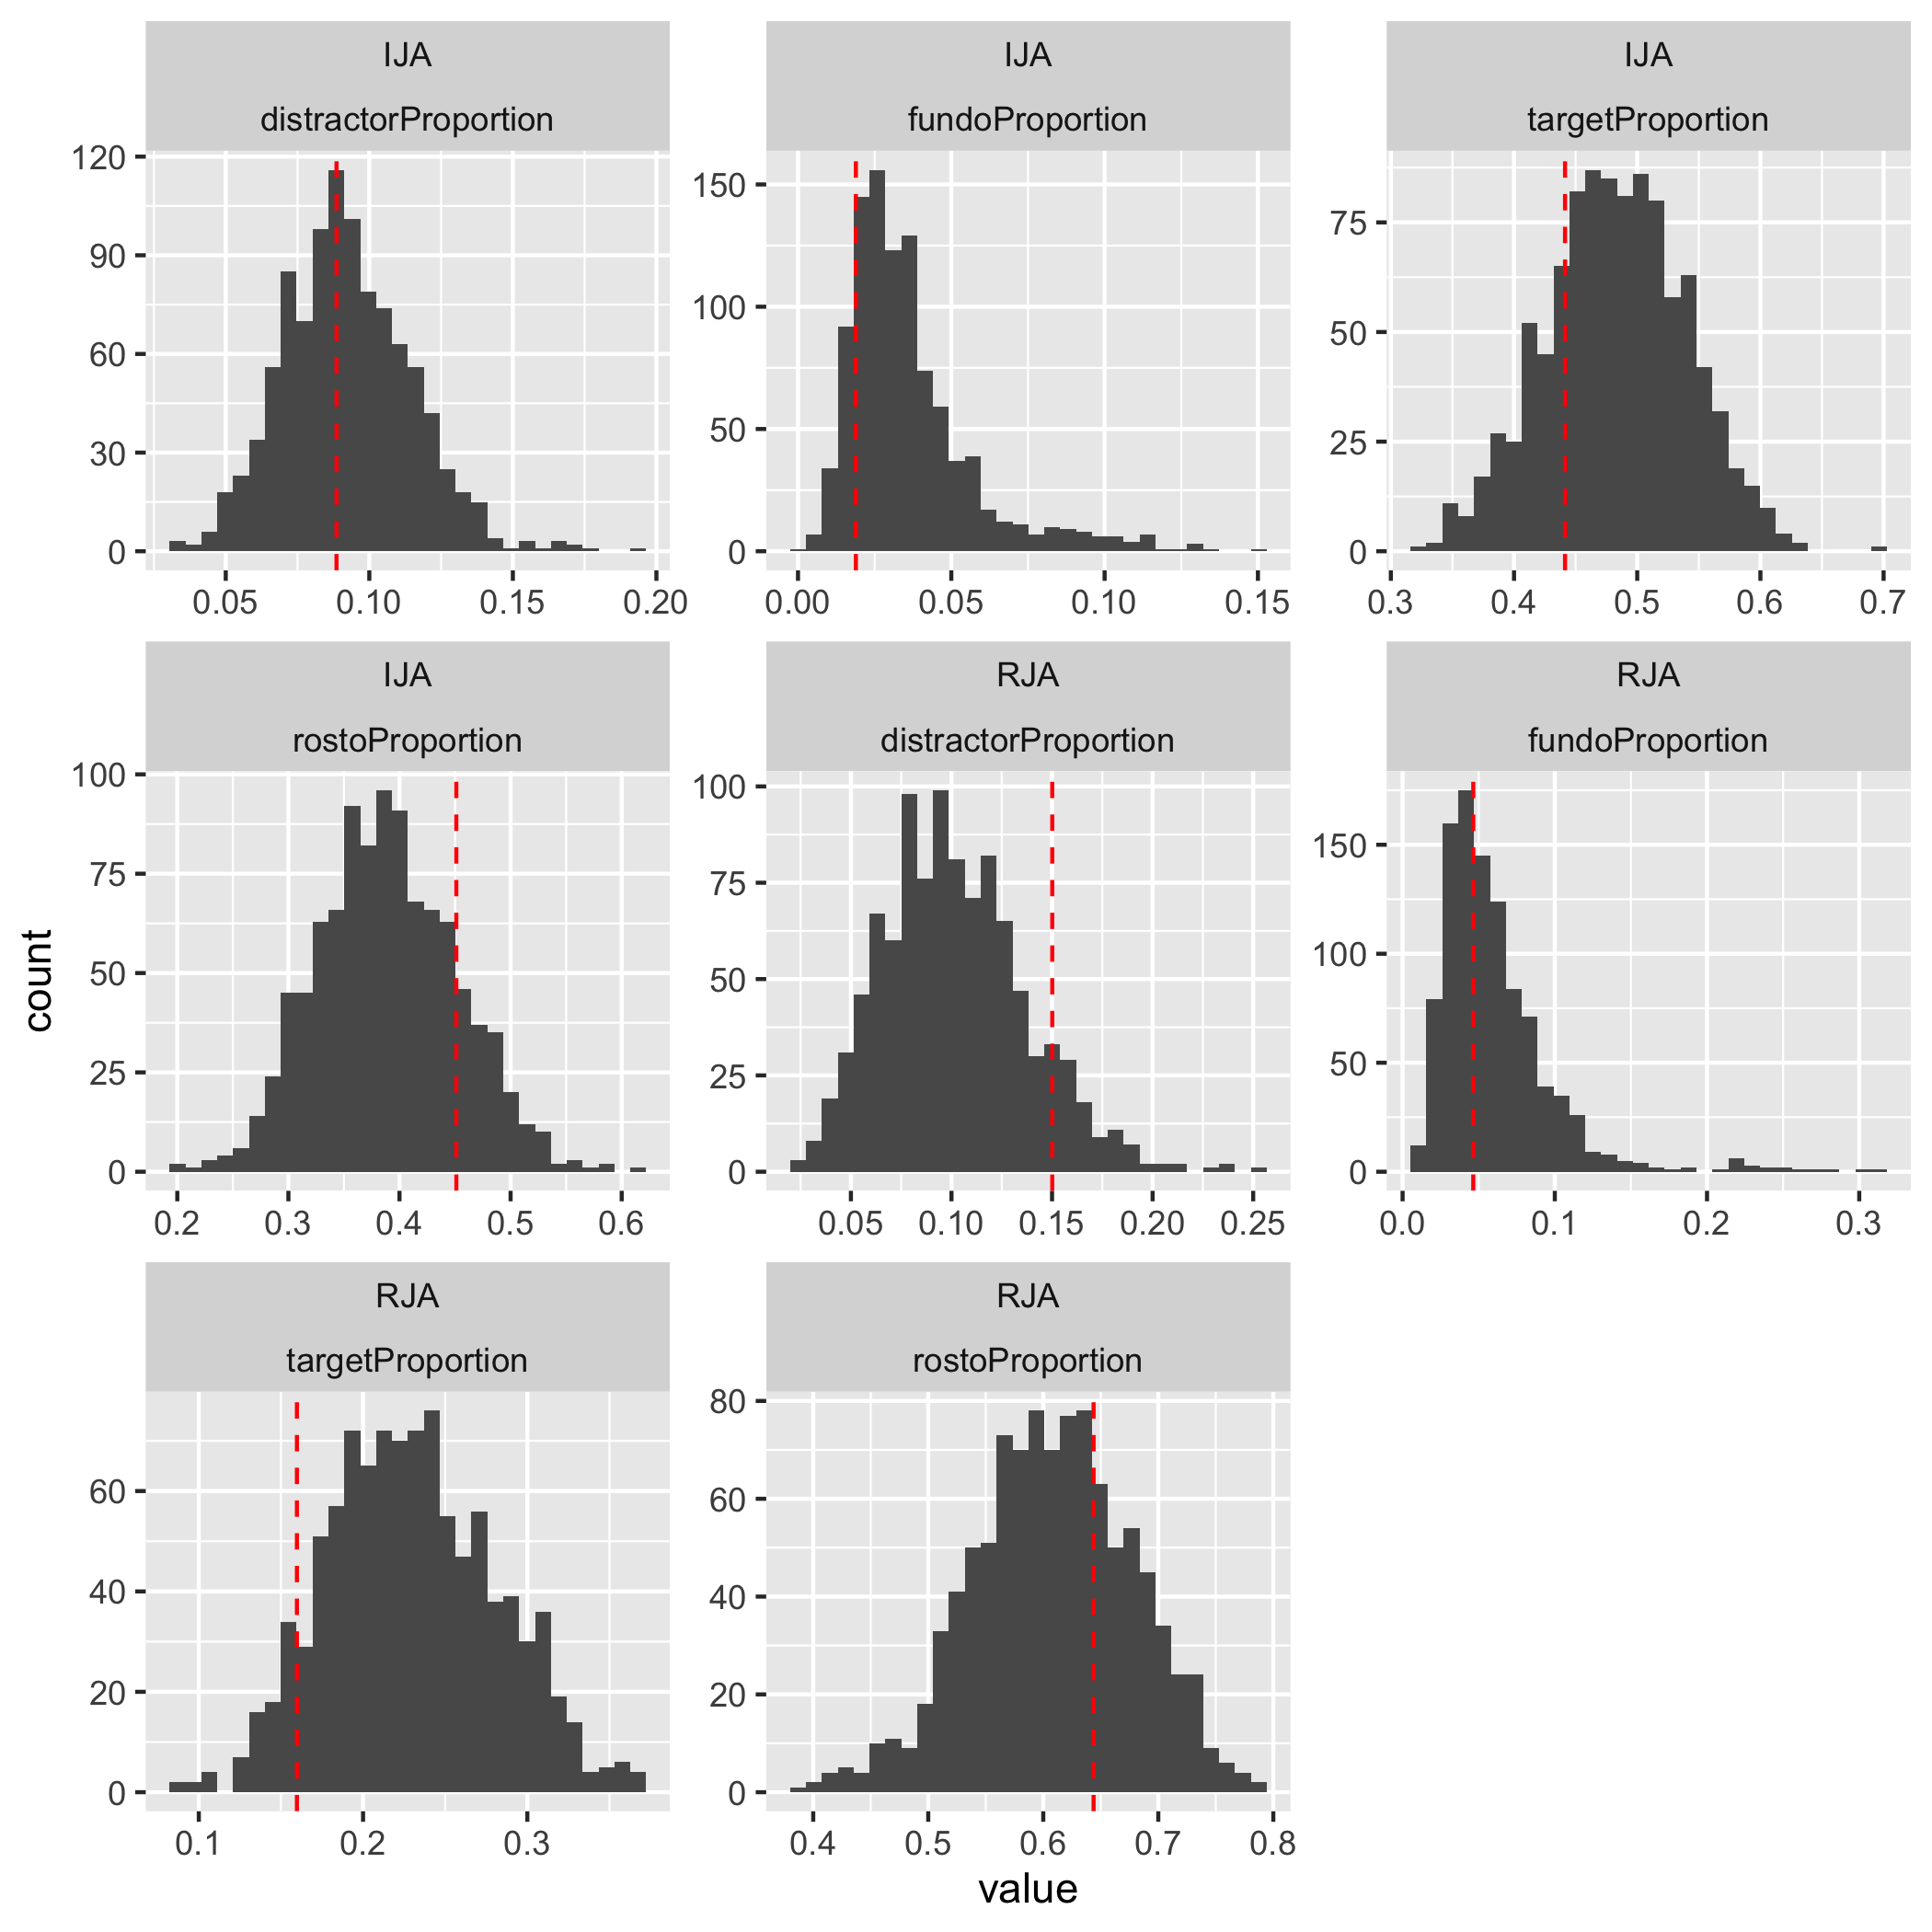 IJA
distractorProportion
120
90
60
30
0
0.05 0.10 0.15 0.20
IJA
fundoProportion
150
100
50
0
0.00 0.05 0.10 0.15
IJA
targetProportion
75
50
25
0
0.3 0.4 0.5 0.6 0.7
IJA
rostoProportion
100
75
50
25
0
0.2 0.3 0.4 0.5 0.6
RJA
distractorProportion
100
75
50
25
0
0.05 0.10 0.15 0.20 0.25
RJA
fundoProportion
150
100
50
0
0.0 0.1 0.2 0.3
RJA
targetProportion
60
40
20
0
0.1 0.2 0.3
RJA
rostoProportion
80
60
40
20
0
0.4 0.5 0.6 0.7 0.8
count
value